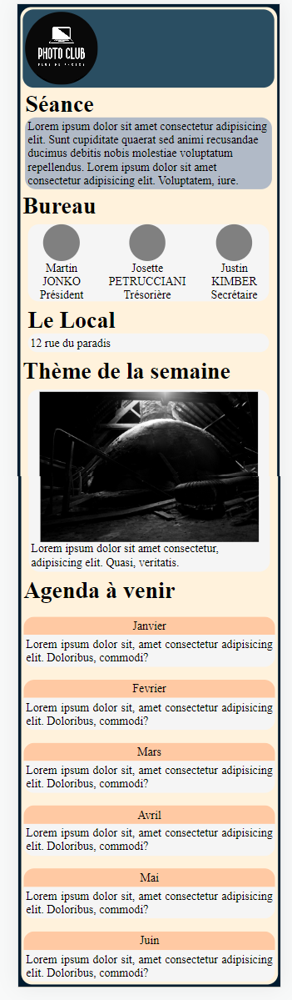 PHOTO CLUB
Séance
Lorem ipsum dolor sit amet consectetur adipisicing
elit. Sunt cupiditate quaerat sed animi recusandae
ducimus debitis nobis molestiae voluptatum
repellendus. Lorem ipsum dolor sit amet
consectetur adipisicing elit. Voluptatem, iure.
Bureau
Martin
JONKO
Président
Josette
PETRUCCIANI
Trésorière
Justin
KIMBER
Secrétaire
Le Local
12 rue du paradis
Thème de la semaine
Lorem ipsum dolor sit amet consectetur,
adipisicing elit. Quasi, veritatis.
Agenda à venir
Janvier
Lorem ipsum dolor sit, amet consectetur adipisicing
elit. Doloribus, commodi?
Fevrier
Lorem ipsum dolor sit, amet consectetur adipisicing
elit. Doloribus, commodi?
Mars
Lorem ipsum dolor sit, amet consectetur adipisicing
elit. Doloribus, commodi?
Avril
Lorem ipsum dolor sit, amet consectetur adipisicing
elit. Doloribus, commodi?
Mai
Lorem ipsum dolor sit, amet consectetur adipisicing
elit. Doloribus, commodi?
Juin
Lorem ipsum dolor sit, amet consectetur adipisicing
elit. Doloribus, commodi?